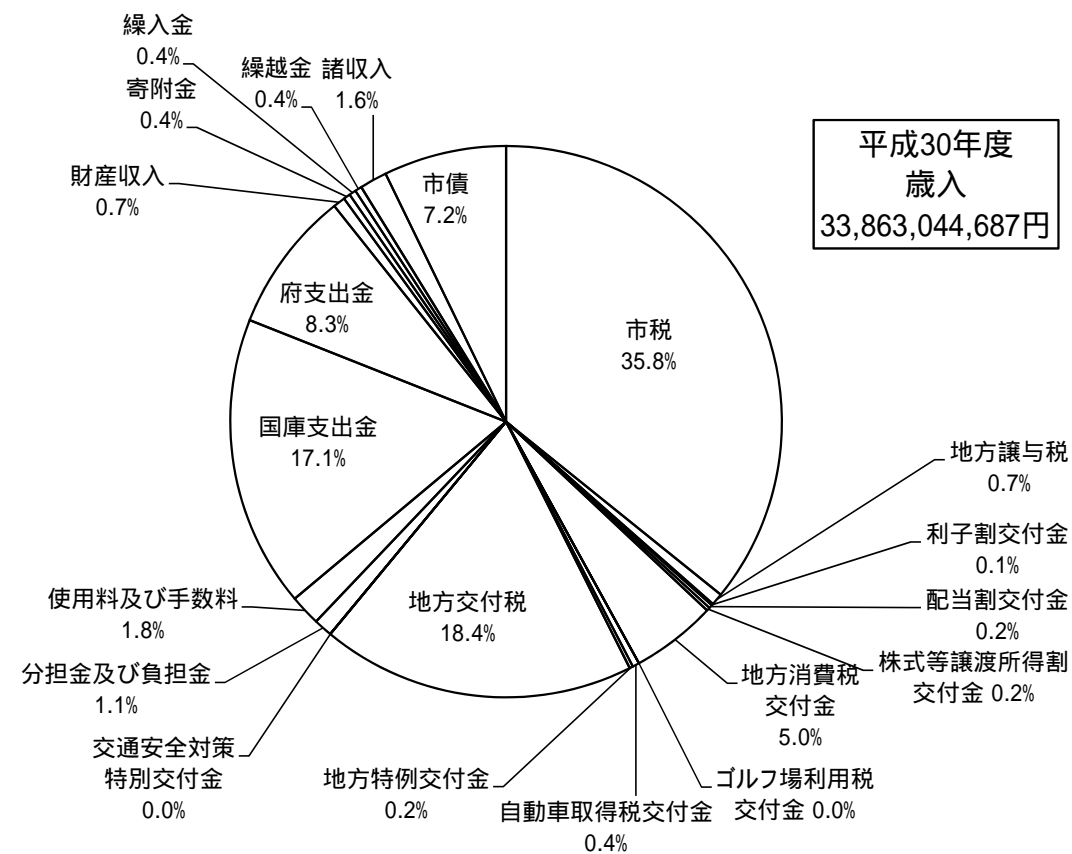 平成30年度
歳入
33,863,044,687円
市税
35.8%
地方譲与税
0.7%
利子割交付金
0.1%
配当割交付金
0.2%
株式等譲渡所得割
交付金 0.2%
地方消費税
交付金
5.0%
ゴルフ場利用税
交付金 0.0%
自動車取得税交付金
0.4%
地方特例交付金
0.2%
地方交付税
18.4%
交通安全対策
特別交付金
0.0%
分担金及び負担金
1.1%
使用料及び手数料
1.8%
国庫支出金
17.1%
府支出金
8.3%
財産収入
0.7%
寄附金
0.4%
繰入金
0.4%
繰越金
0.4%
諸収入
1.6%
市債
7.2%